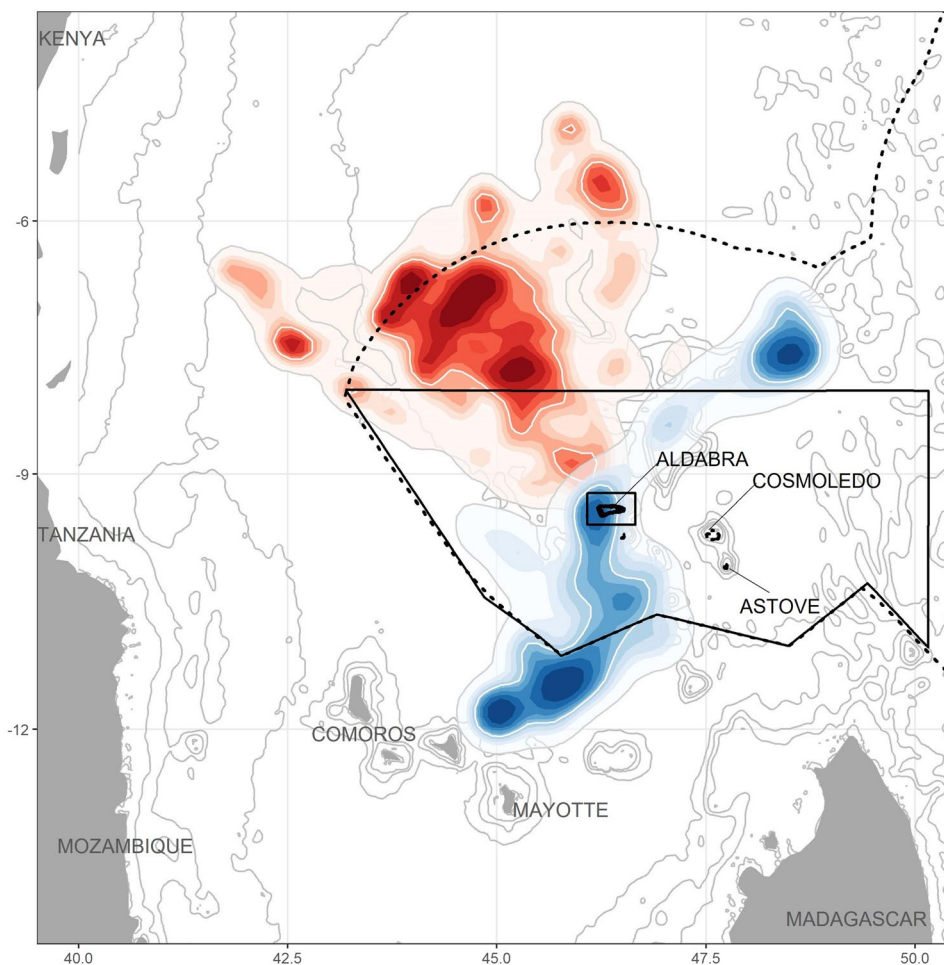 KENYA
-6
-9
ALDABRA
COSMOLEDO
TANZANIA
ASTOVE
-12
COMOROS
MAYOTTE
MOZAMBIQUE
MADAGASCAR
40.0 42.5 45.0 47.5 50.0